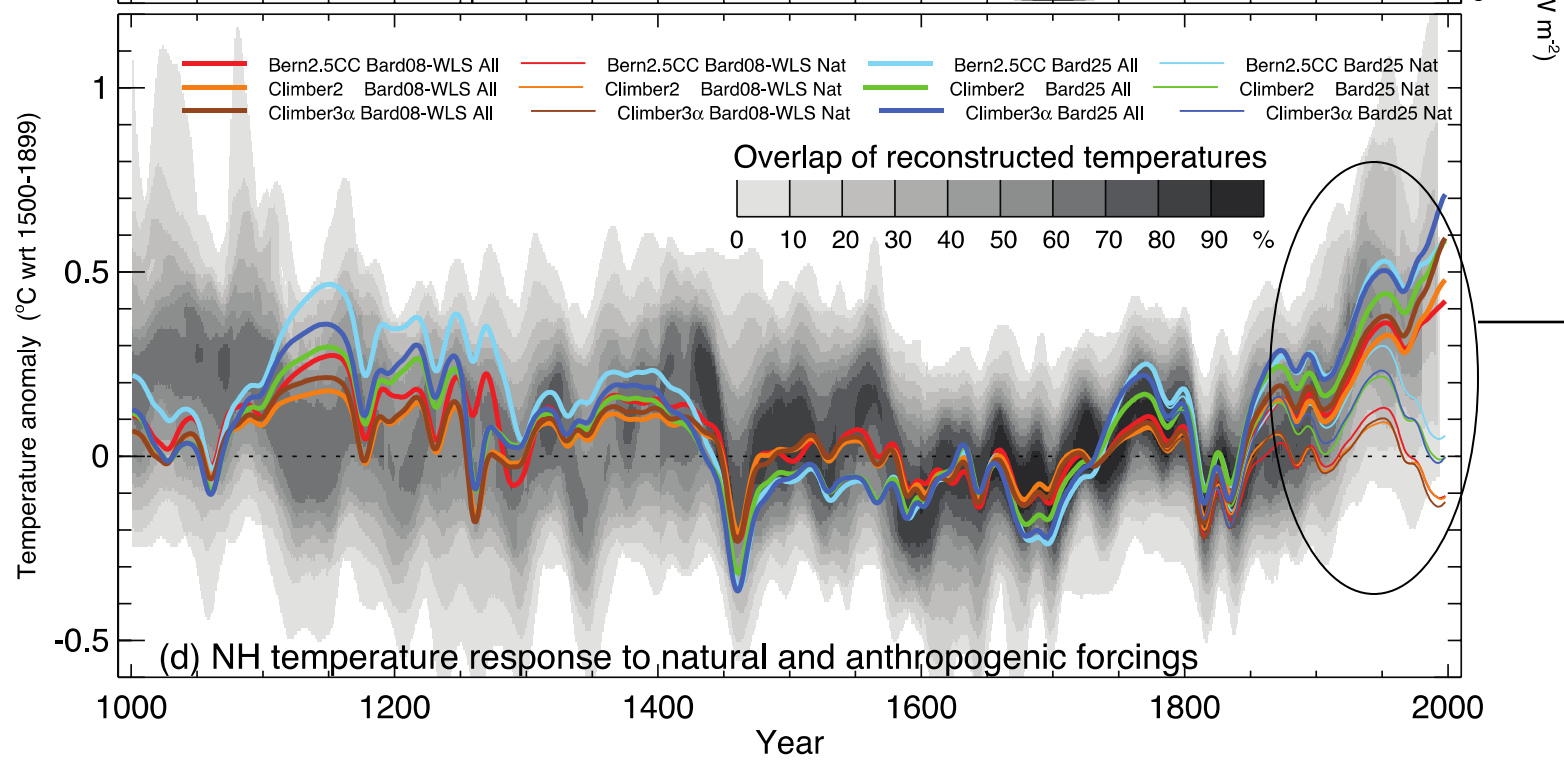 W m⁻²)
Bern2.5CC Bard08-WLS All Bern2.5CC Bard08-WLS Nat Bern2.5CC Bard25 All Bern2.5CC Bard25 Nat
Climber2 Bard08-WLS All Climber2 Bard08-WLS Nat Climber2 Bard25 All Climber2 Bard25 Nat
Climber3α Bard08-WLS All Climber3α Bard08-WLS Nat Climber3α Bard25 All Climber3α Bard25 Nat
Overlap of reconstructed temperatures
0 10 20 30 40 50 60 70 80 90 %
Temperature anomaly (°C wrt 1500-1899)
1
0.5
0
-0.5
(d) NH temperature response to natural and anthropogenic forcings
1000 1200 1400 1600 1800 2000
Year